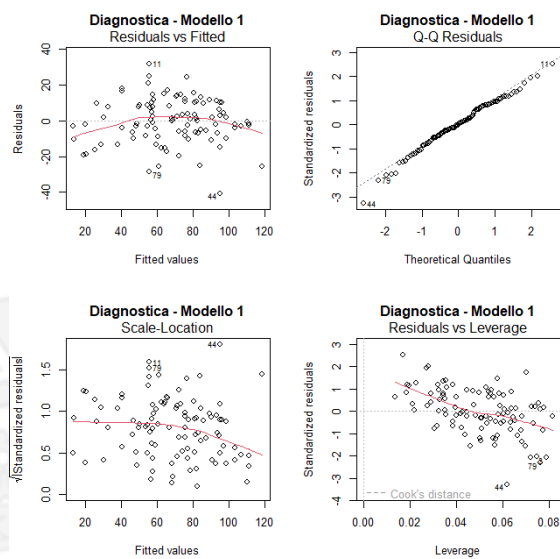 Diagnostica - Modello 1
Residuals vs Fitted
Residuals
40
20
0
-20
-40
11
79
44
20 40 60 80 100 120
Fitted values
Diagnostica - Modello 1
Q-Q Residuals
Standardized residuals
3
2
1
0
-1
-2
-3
11
79
44
-2 -1 0 1 2
Theoretical Quantiles
Diagnostica - Modello 1
Scale-Location
√|Standardized residuals|
1.5
1.0
0.5
0.0
44
11
79
20 40 60 80 100 120
Fitted values
Diagnostica - Modello 1
Residuals vs Leverage
Standardized residuals
3
2
1
0
-1
-2
-3
-4
79
44
Cook's distance
0.00 0.02 0.04 0.06 0.08
Leverage